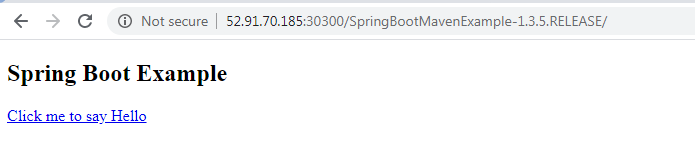 Not secure | 52.91.70.185:30300/SpringBootMavenExample-1.3.5.RELEASE/
Spring Boot Example
Click me to say Hello